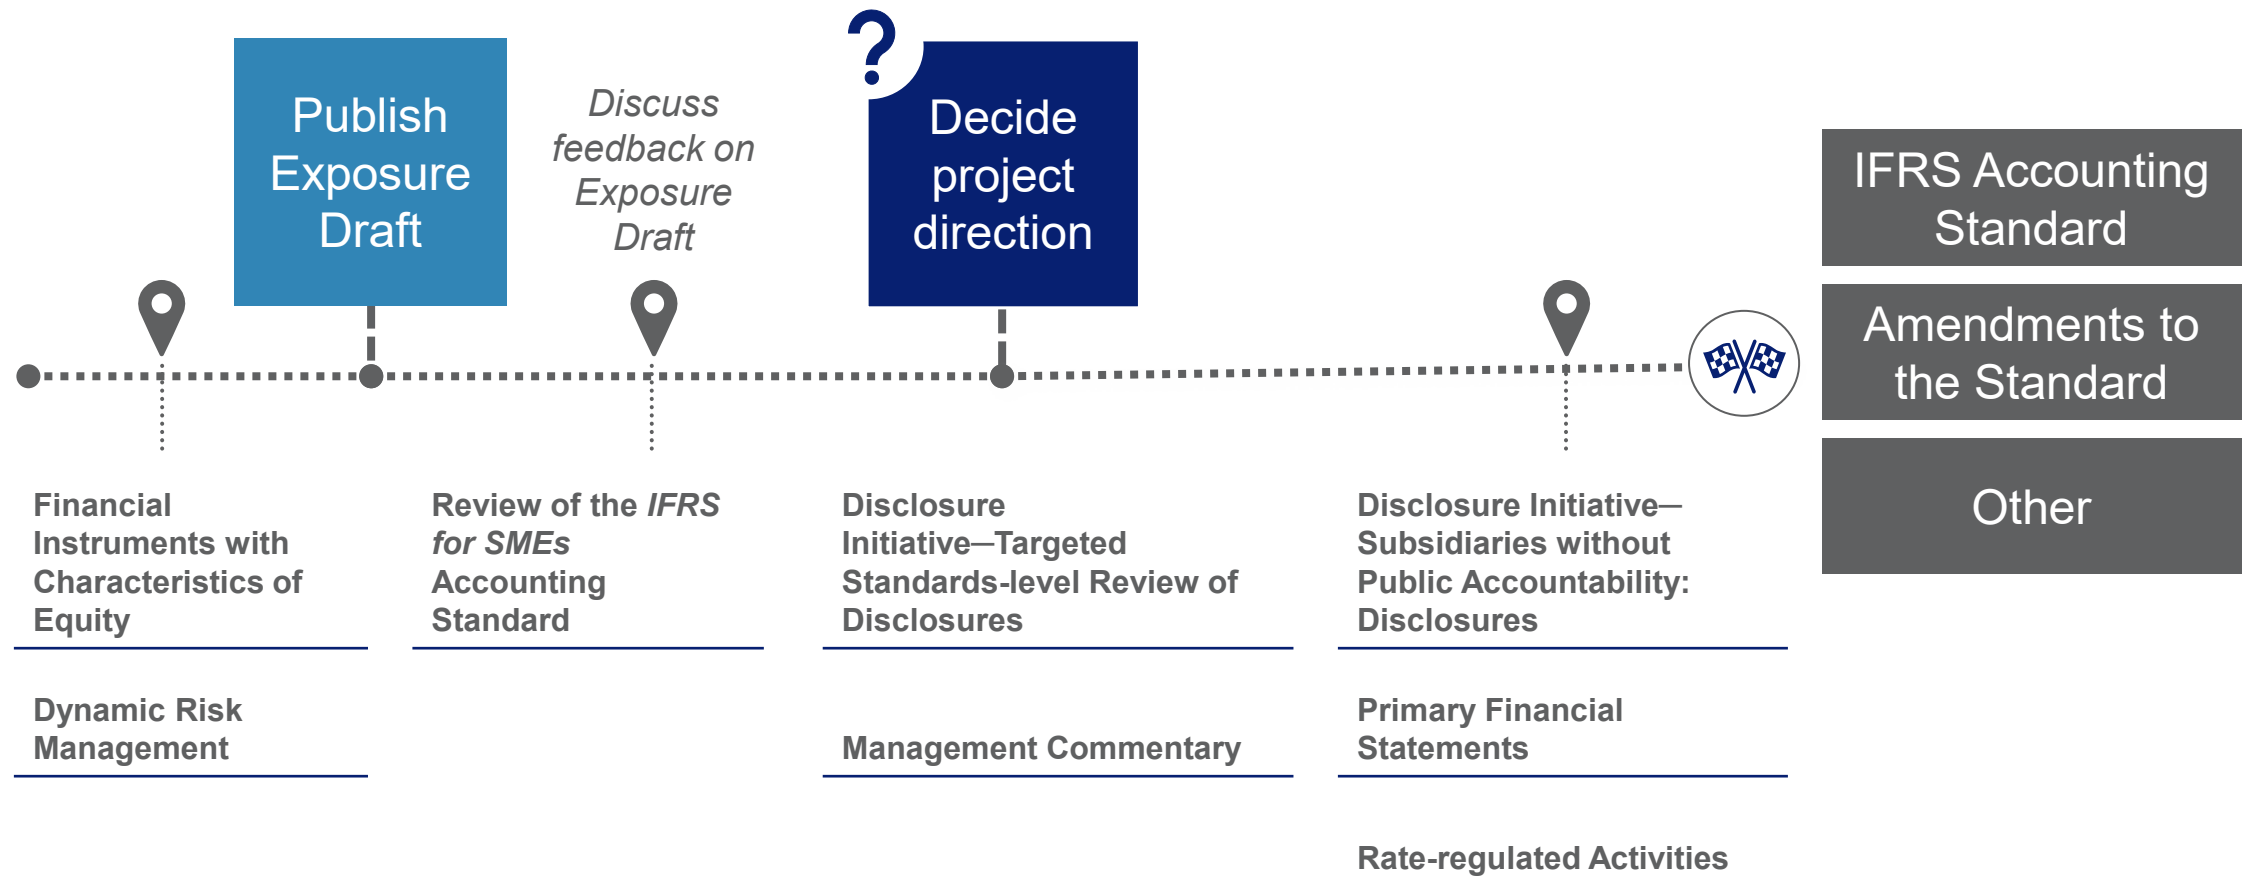 Publish
Exposure
Draft
Discuss
feedback on
Exposure
Draft
?
Decide
project
direction
IFRS Accounting
Standard
Amendments to
the Standard
Other
Financial
Instruments with
Characteristics of
Equity
Dynamic Risk
Management
Review of the IFRS
for SMEs
Accounting
Standard
Disclosure
Initiative—Targeted
Standards-level Review of
Disclosures
Management Commentary
Disclosure Initiative—
Subsidiaries without
Public Accountability:
Disclosures
Primary Financial
Statements
Rate-regulated Activities